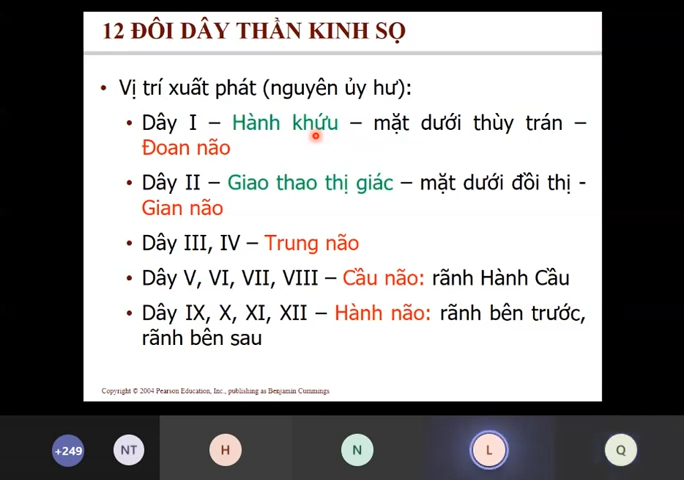 12 ĐÔI DÂY THẦN KINH SỌ
• Vị trí xuất phát (nguyên ủy hư):
• Dây I – Hành khứu – mặt dưới thùy trán –
Đoan não
• Dây II – Giao thao thị giác – mặt dưới đồi thị -
Gian não
• Dây III, IV – Trung não
• Dây V, VI, VII, VIII – Cầu não: rãnh Hành Cầu
• Dây IX, X, XI, XII – Hành não: rãnh bên trước,
rãnh bên sau
Copyright © 2004 Pearson Education, Inc., publishing as Benjamin Cummings
+249 NT H N L Q